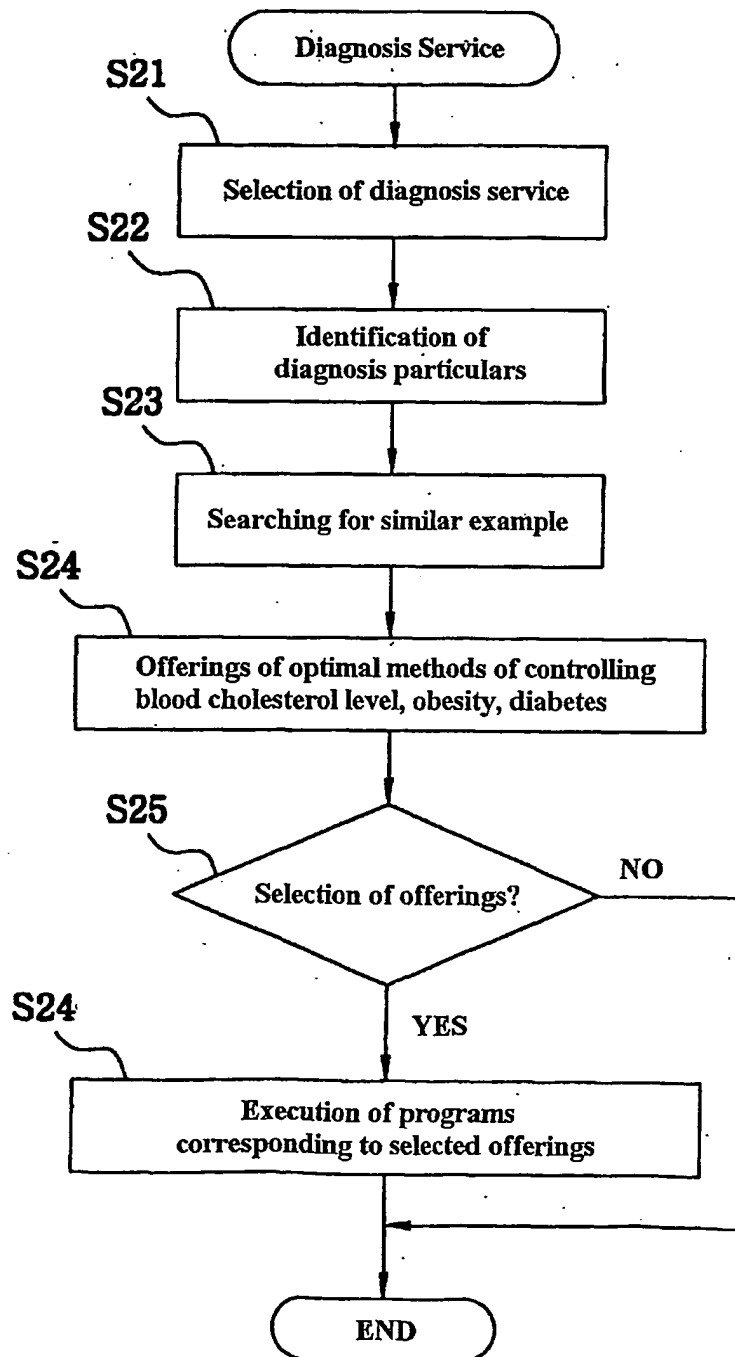 Diagnosis Service
S21
Selection of diagnosis service
S22
Identification of
diagnosis particulars
S23
Searching for similar example
S24
Offerings of optimal methods of controlling
blood cholesterol level, obesity, diabetes
S25
Selection of offerings?
NO
YES
S24
Execution of programs
corresponding to selected offerings
END